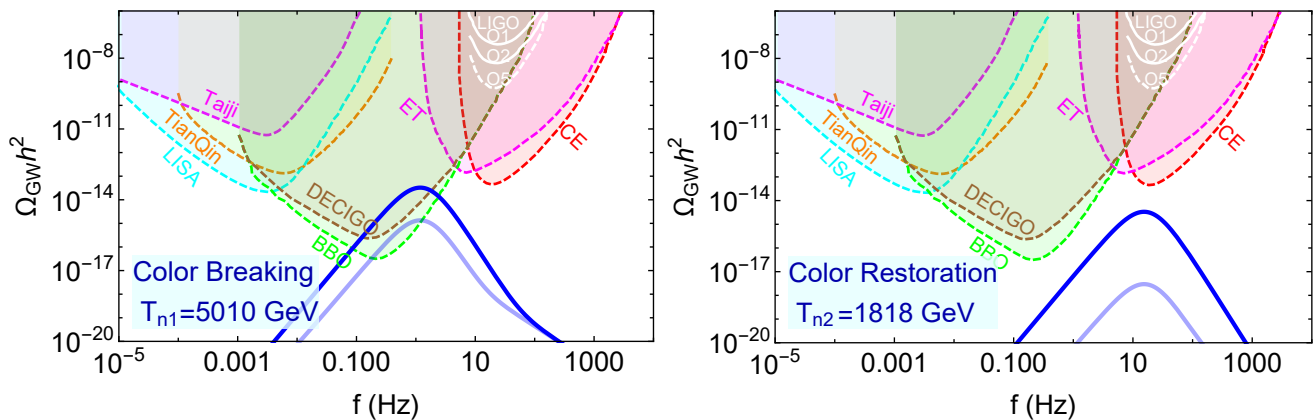 10⁻⁸
10⁻¹¹
10⁻¹⁴
10⁻¹⁷
10⁻²⁰
Ω_GW h²
LIGO
O1
O2
O5
Taiji
TianQin
LISA
ET
CE
DECIGO
BBO
Color Breaking
T_n1=5010 GeV
10⁻⁵
0.001
0.100
10
1000
f (Hz)
10⁻⁸
10⁻¹¹
10⁻¹⁴
10⁻¹⁷
10⁻²⁰
Ω_GW h²
LIGO
O1
O2
O5
Taiji
TianQin
LISA
ET
CE
DECIGO
BBO
Color Restoration
T_n2=1818 GeV
10⁻⁵
0.001
0.100
10
1000
f (Hz)